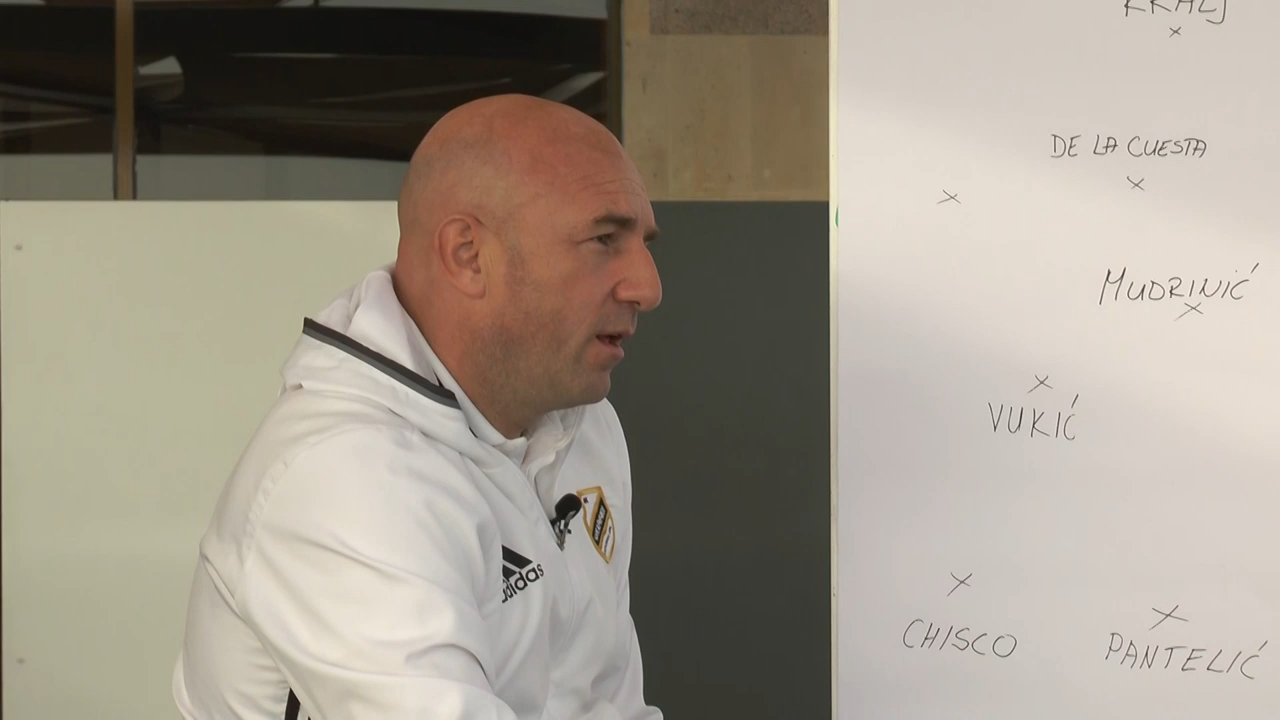 KRALJ
DE LA CUESTA
MUDRINIĆ
VUKIĆ
CHISCO
PANTELIĆ
adidas